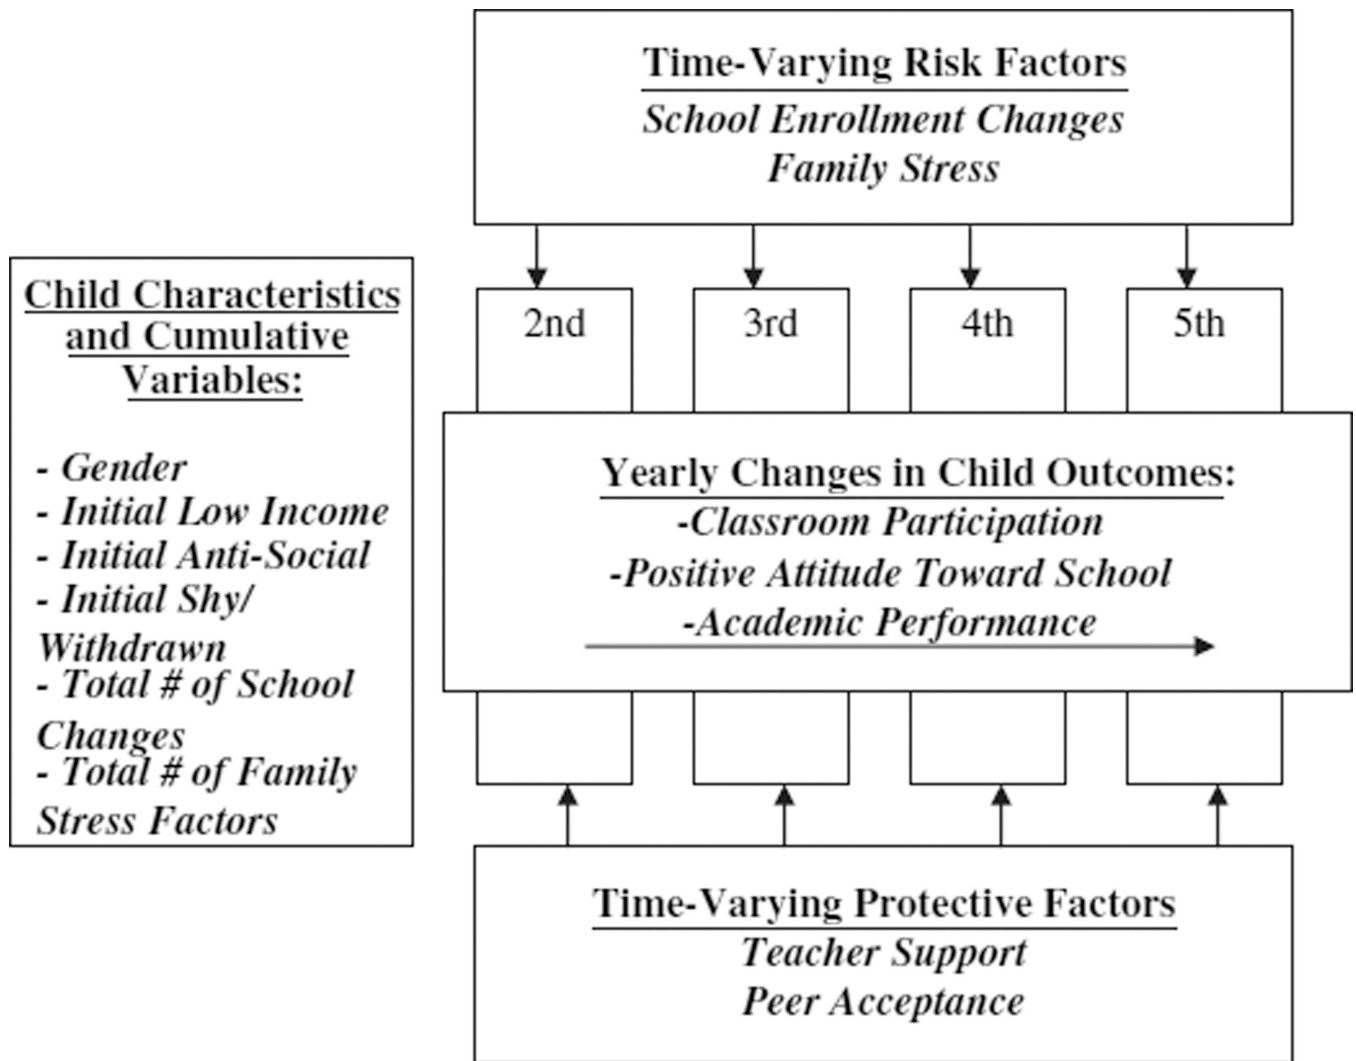 Time-Varying Risk Factors
School Enrollment Changes
Family Stress
Child Characteristics
and Cumulative
Variables:
- Gender
- Initial Low Income
- Initial Anti-Social
- Initial Shy/
Withdrawn
- Total # of School
Changes
- Total # of Family
Stress Factors
2nd
3rd
4th
5th
Yearly Changes in Child Outcomes:
-Classroom Participation
-Positive Attitude Toward School
-Academic Performance
Time-Varying Protective Factors
Teacher Support
Peer Acceptance